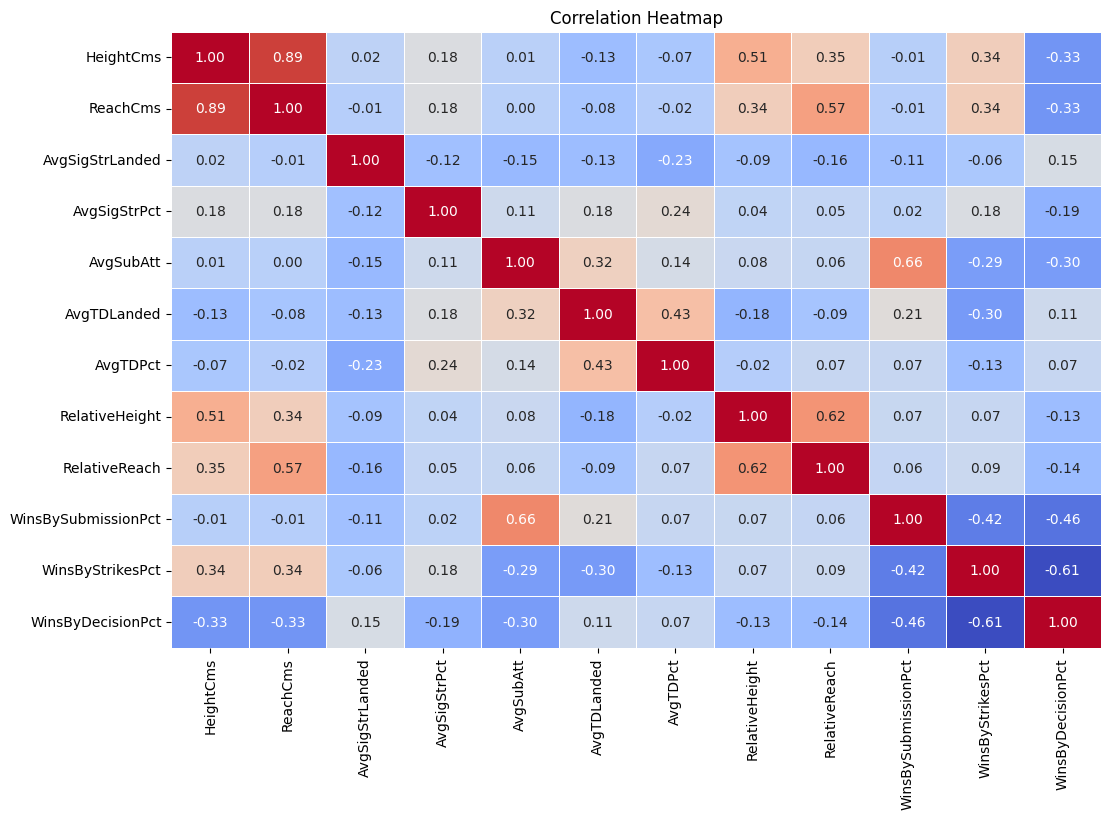 Correlation Heatmap
HeightCms 1.00 0.89 0.02 0.18 0.01 -0.13 -0.07 0.51 0.35 -0.01 0.34 -0.33
ReachCms 0.89 1.00 -0.01 0.18 0.00 -0.08 -0.02 0.34 0.57 -0.01 0.34 -0.33
AvgSigStrLanded 0.02 -0.01 1.00 -0.12 -0.15 -0.13 -0.23 -0.09 -0.16 -0.11 -0.06 0.15
AvgSigStrPct 0.18 0.18 -0.12 1.00 0.11 0.18 0.24 0.04 0.05 0.02 0.18 -0.19
AvgSubAtt 0.01 0.00 -0.15 0.11 1.00 0.32 0.14 0.08 0.06 0.66 -0.29 -0.30
AvgTDLanded -0.13 -0.08 -0.13 0.18 0.32 1.00 0.43 -0.18 -0.09 0.21 -0.30 0.11
AvgTDPct -0.07 -0.02 -0.23 0.24 0.14 0.43 1.00 -0.02 0.07 0.07 -0.13 0.07
RelativeHeight 0.51 0.34 -0.09 0.04 0.08 -0.18 -0.02 1.00 0.62 0.07 0.07 -0.13
RelativeReach 0.35 0.57 -0.16 0.05 0.06 -0.09 0.07 0.62 1.00 0.06 0.09 -0.14
WinsBySubmissionPct -0.01 -0.01 -0.11 0.02 0.66 0.21 0.07 0.07 0.06 1.00 -0.42 -0.46
WinsByStrikesPct 0.34 0.34 -0.06 0.18 -0.29 -0.30 -0.13 0.07 0.09 -0.42 1.00 -0.61
WinsByDecisionPct -0.33 -0.33 0.15 -0.19 -0.30 0.11 0.07 -0.13 -0.14 -0.46 -0.61 1.00
HeightCms
ReachCms
AvgSigStrLanded
AvgSigStrPct
AvgSubAtt
AvgTDLanded
AvgTDPct
RelativeHeight
RelativeReach
WinsBySubmissionPct
WinsByStrikesPct
WinsByDecisionPct